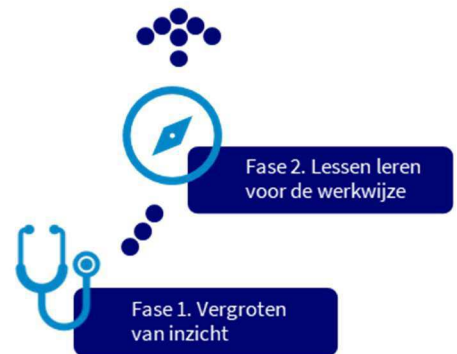 Fase 2. Lessen leren
voor de werkwijze
Fase 1. Vergroten
van inzicht